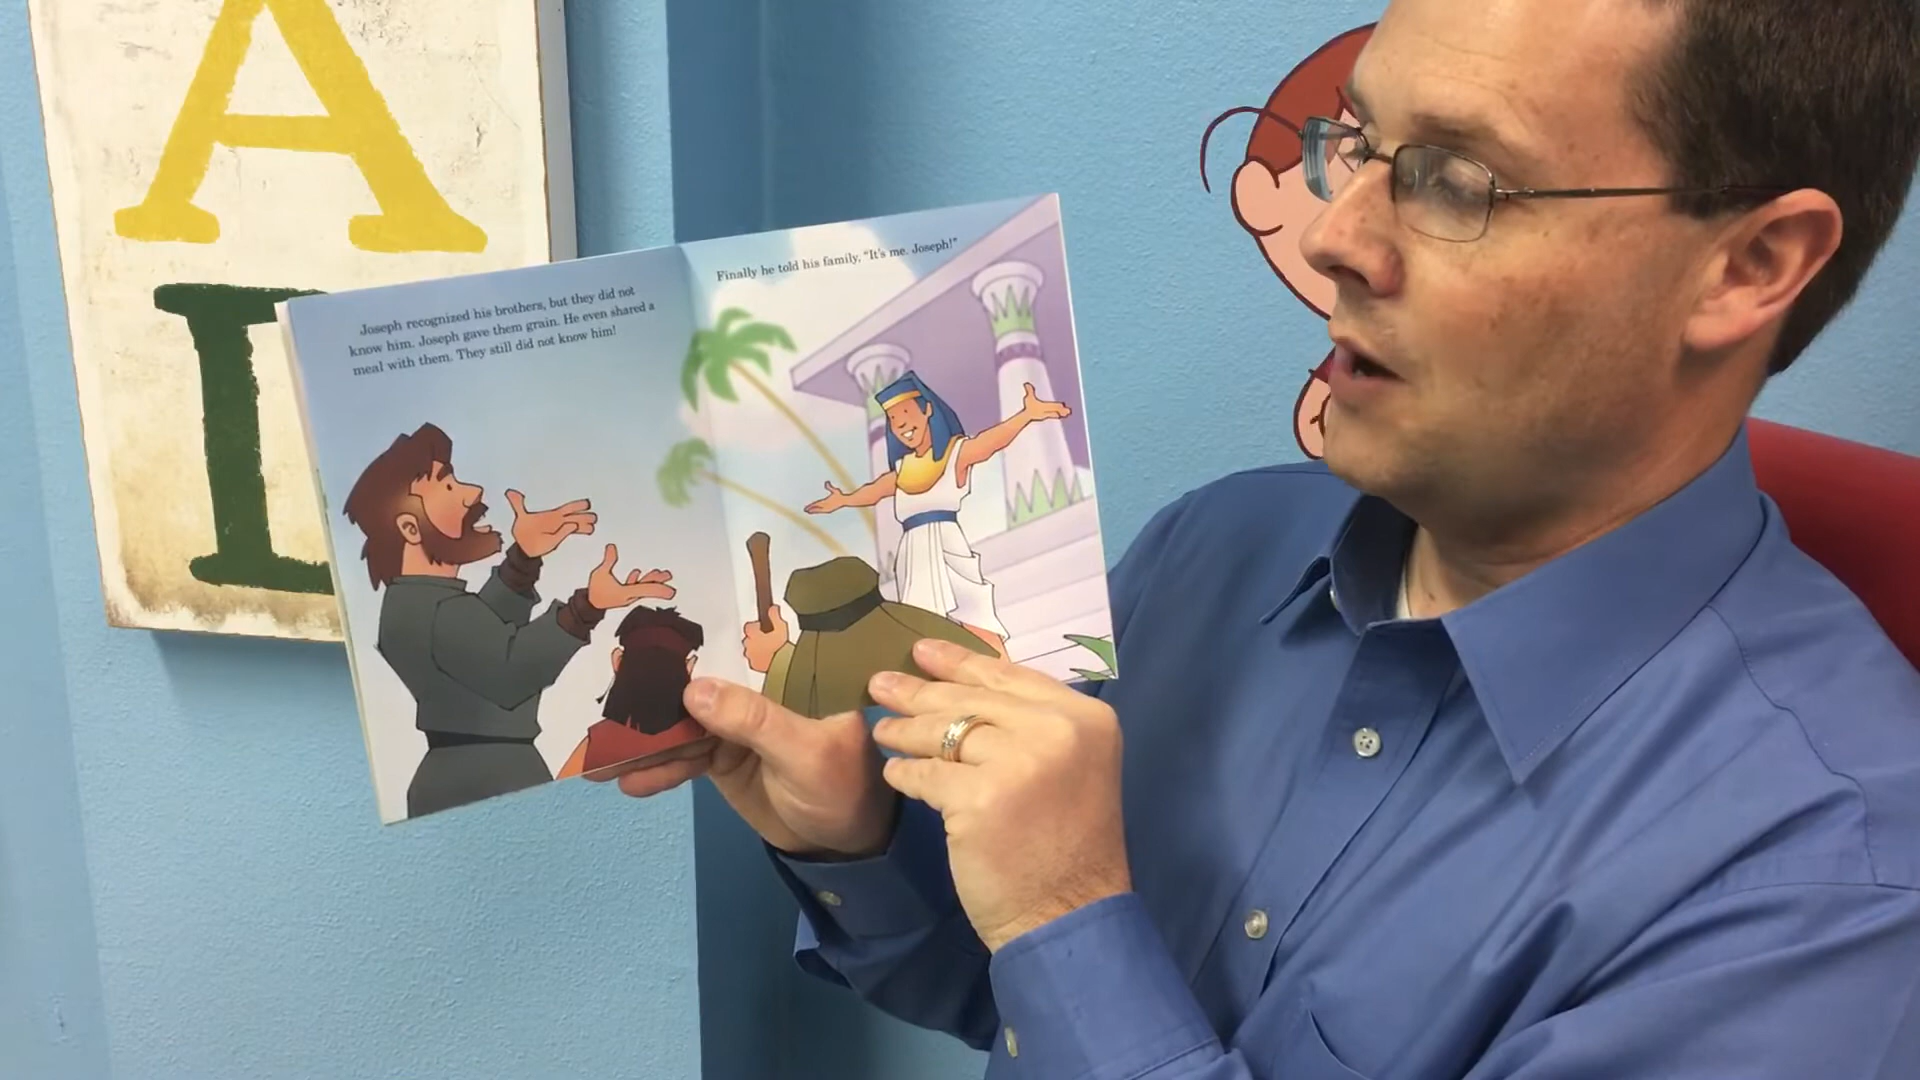 A
Joseph recognized his brothers, but they did not
know him. Joseph gave them grain. He even shared a
meal with them. They still did not know him!
Finally he told his family, "It's me, Joseph!"